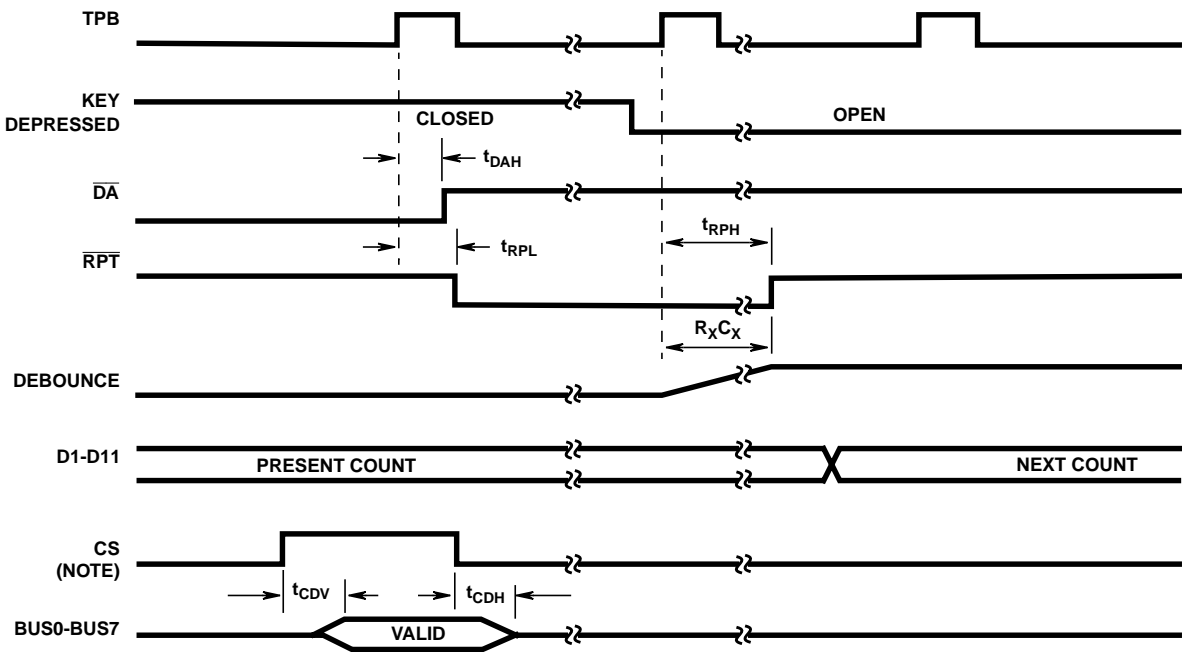 TPB
KEY
DEPRESSED
CLOSED
OPEN
tDAH
DA
tRPH
tRPL
RPT
RXCX
DEBOUNCE
D1-D11
PRESENT COUNT
NEXT COUNT
CS
(NOTE)
tCDV
tCDH
BUS0-BUS7
VALID